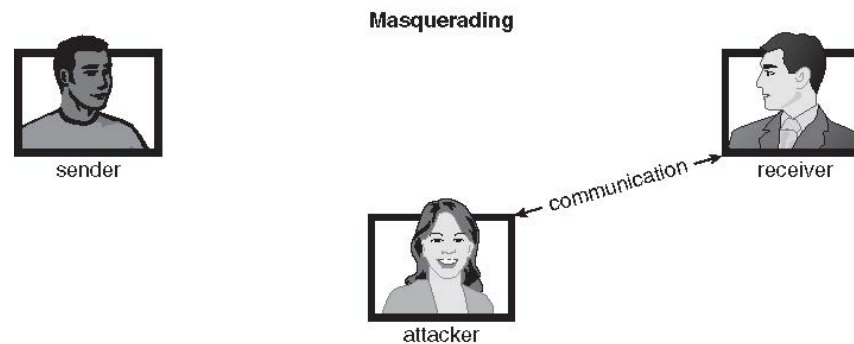 Masquerading
sender
receiver
communication
attacker